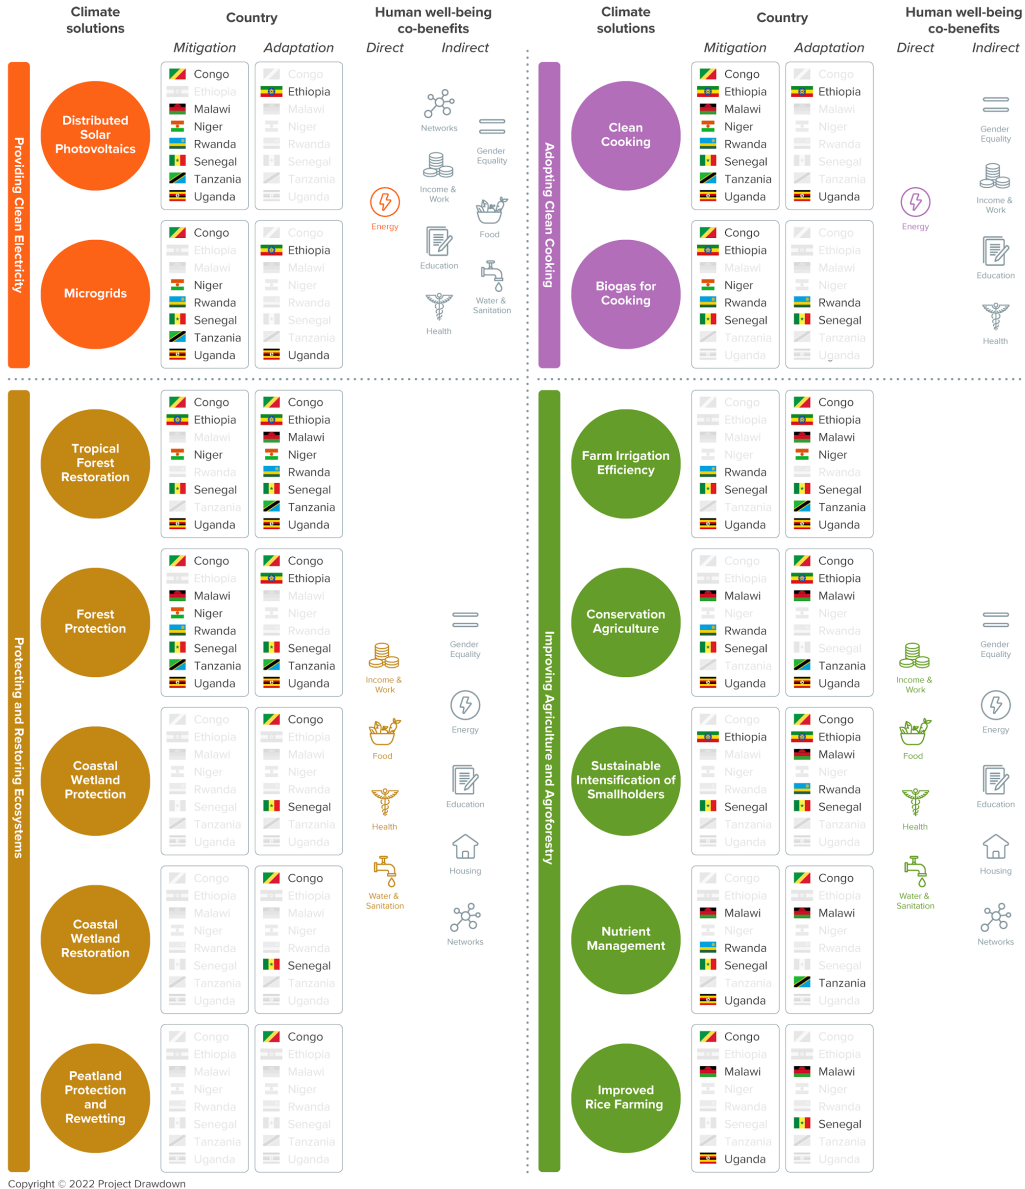 Climate
solutions
Country
Human well-being
co-benefits
Mitigation
Adaptation
Direct
Indirect
Providing Clean Electricity
Distributed
Solar
Photovoltaics
Congo
Ethiopia
Malawi
Niger
Rwanda
Senegal
Tanzania
Uganda
Congo
Ethiopia
Malawi
Niger
Rwanda
Senegal
Tanzania
Uganda
Microgrids
Congo
Ethiopia
Malawi
Niger
Rwanda
Senegal
Tanzania
Uganda
Congo
Ethiopia
Malawi
Niger
Rwanda
Senegal
Tanzania
Uganda
Energy
Networks
Gender
Equality
Income &
Work
Food
Education
Water &
Sanitation
Health
Climate
solutions
Country
Human well-being
co-benefits
Mitigation
Adaptation
Direct
Indirect
Adopting Clean Cooking
Clean
Cooking
Congo
Ethiopia
Malawi
Niger
Rwanda
Senegal
Tanzania
Uganda
Congo
Ethiopia
Malawi
Niger
Rwanda
Senegal
Tanzania
Uganda
Biogas for
Cooking
Congo
Ethiopia
Malawi
Niger
Rwanda
Senegal
Tanzania
Uganda
Congo
Ethiopia
Malawi
Niger
Rwanda
Senegal
Tanzania
Uganda
Energy
Gender
Equality
Income &
Work
Education
Health
Protecting and Restoring Ecosystems
Tropical
Forest
Restoration
Congo
Ethiopia
Malawi
Niger
Rwanda
Senegal
Tanzania
Uganda
Congo
Ethiopia
Malawi
Niger
Rwanda
Senegal
Tanzania
Uganda
Forest
Protection
Congo
Ethiopia
Malawi
Niger
Rwanda
Senegal
Tanzania
Uganda
Congo
Ethiopia
Malawi
Niger
Rwanda
Senegal
Tanzania
Uganda
Coastal
Wetland
Protection
Congo
Ethiopia
Malawi
Niger
Rwanda
Senegal
Tanzania
Uganda
Congo
Ethiopia
Malawi
Niger
Rwanda
Senegal
Tanzania
Uganda
Coastal
Wetland
Restoration
Congo
Ethiopia
Malawi
Niger
Rwanda
Senegal
Tanzania
Uganda
Congo
Ethiopia
Malawi
Niger
Rwanda
Senegal
Tanzania
Uganda
Peatland
Protection
and
Rewetting
Congo
Ethiopia
Malawi
Niger
Rwanda
Senegal
Tanzania
Uganda
Congo
Ethiopia
Malawi
Niger
Rwanda
Senegal
Tanzania
Uganda
Income &
Work
Food
Health
Water &
Sanitation
Gender
Equality
Energy
Education
Housing
Networks
Improving Agriculture and Agroforestry
Farm Irrigation
Efficiency
Congo
Ethiopia
Malawi
Niger
Rwanda
Senegal
Tanzania
Uganda
Congo
Ethiopia
Malawi
Niger
Rwanda
Senegal
Tanzania
Uganda
Conservation
Agriculture
Congo
Ethiopia
Malawi
Niger
Rwanda
Senegal
Tanzania
Uganda
Congo
Ethiopia
Malawi
Niger
Rwanda
Senegal
Tanzania
Uganda
Sustainable
Intensification of
Smallholders
Congo
Ethiopia
Malawi
Niger
Rwanda
Senegal
Tanzania
Uganda
Congo
Ethiopia
Malawi
Niger
Rwanda
Senegal
Tanzania
Uganda
Nutrient
Management
Congo
Ethiopia
Malawi
Niger
Rwanda
Senegal
Tanzania
Uganda
Congo
Ethiopia
Malawi
Niger
Rwanda
Senegal
Tanzania
Uganda
Improved
Rice Farming
Congo
Ethiopia
Malawi
Niger
Rwanda
Senegal
Tanzania
Uganda
Congo
Ethiopia
Malawi
Niger
Rwanda
Senegal
Tanzania
Uganda
Income &
Work
Food
Health
Water &
Sanitation
Gender
Equality
Energy
Education
Housing
Networks
Copyright © 2022 Project Drawdown